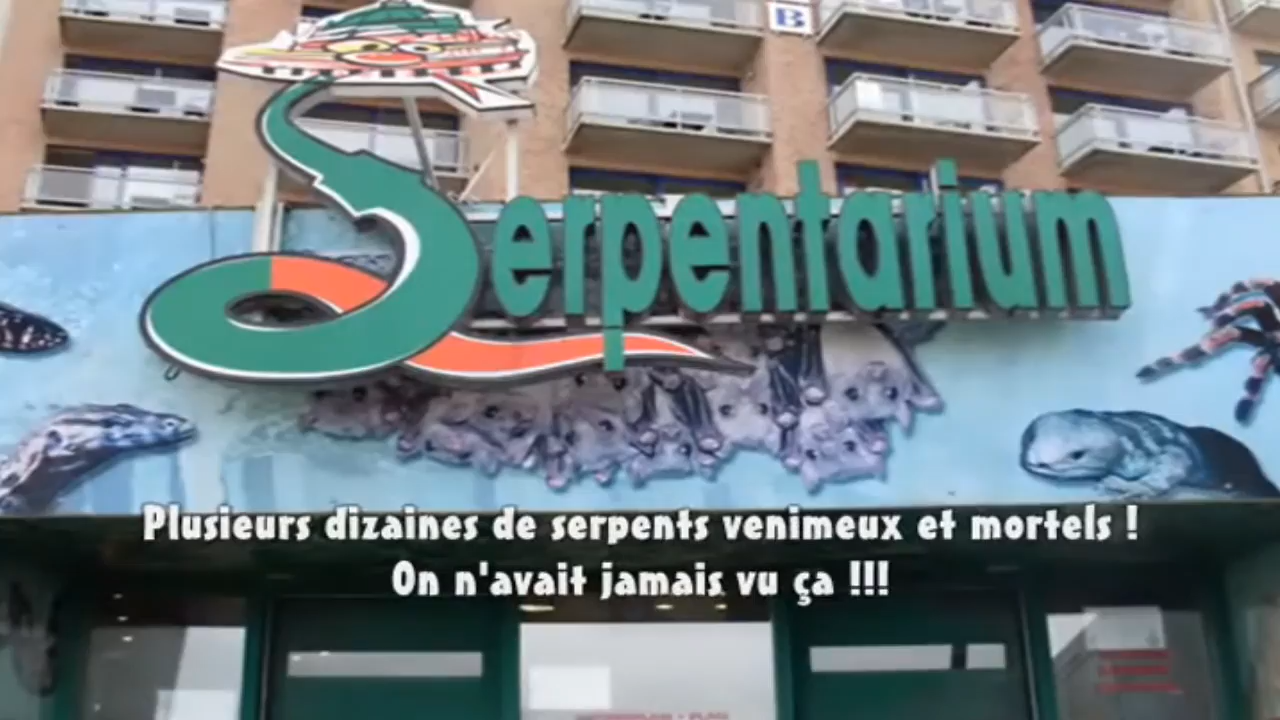 B
Serpentarium
Plusieurs dizaines de serpents venimeux et mortels !
On n'avait jamais vu ça !!!